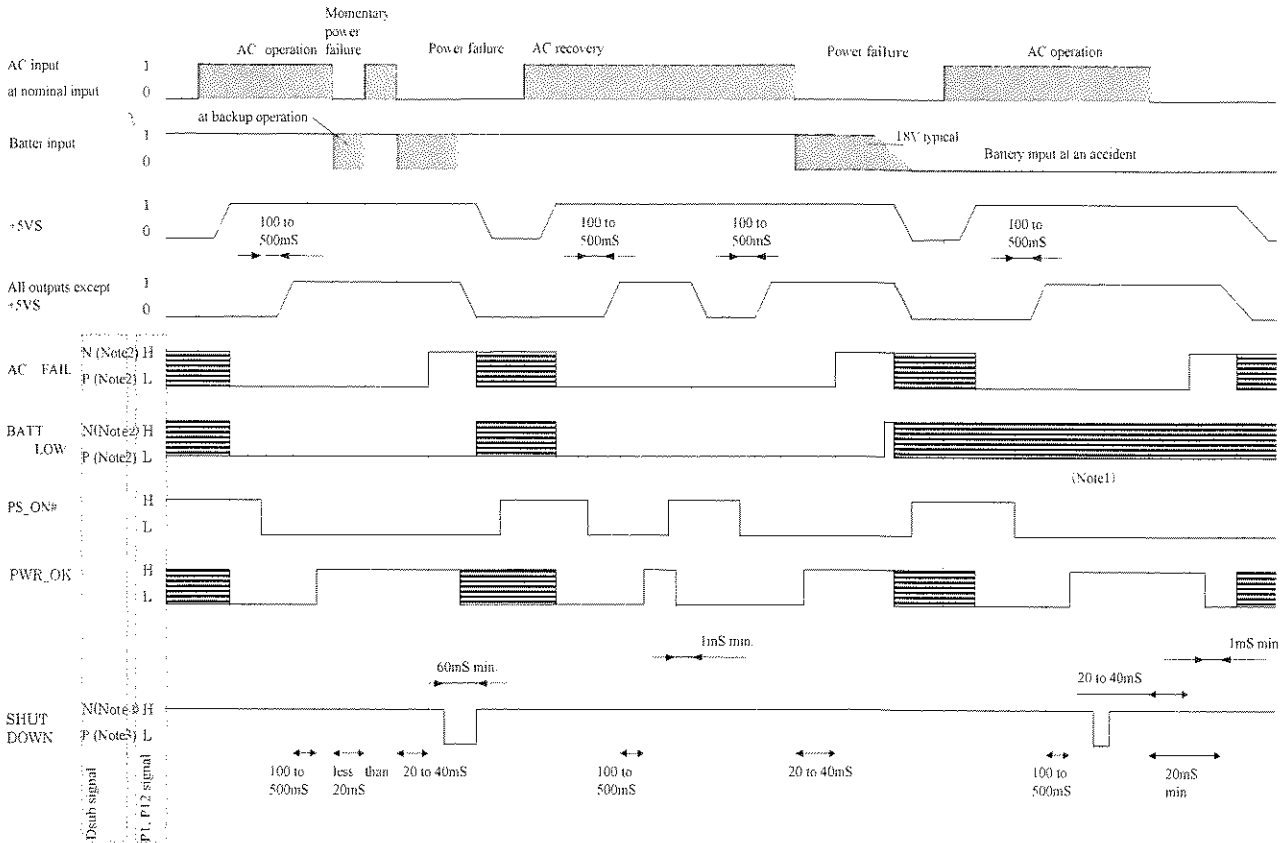 Momentary
power
failure
AC operation
Power failure
AC recovery
Power failure
AC operation
AC input
1
at nominal input
0
at backup operation
Batter input
1
0
18V typical
Battery input at an accident
+5VS
1
0
100 to
500mS
100 to
500mS
100 to
500mS
100 to
500mS
All outputs except
+5VS
1
0
AC FAIL
N (Note2) H
P (Note2) L
BATT
LOW
N(Note2) H
P (Note2) L
(Note1)
PS_ON#
H
L
PWR_OK
H
L
60mS min.
1mS min.
1mS min
20 to 40mS
SHUT
DOWN
H
P (Note3) L
100 to
500mS
less than
20mS
20 to 40mS
100 to
500mS
20 to 40mS
100 to
500mS
20mS
min
Dsub signal
P1, P12 signal